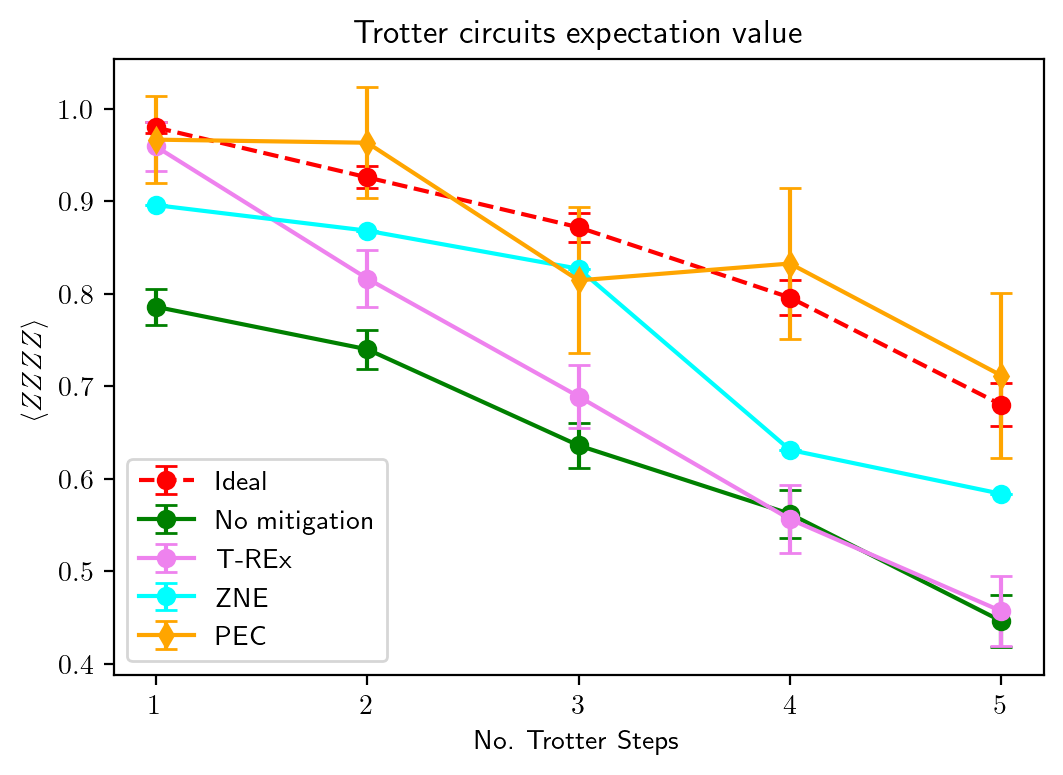 Trotter circuits expectation value
⟨ZZZZ⟩
1.0
0.9
0.8
0.7
0.6
0.5
0.4
Ideal
No mitigation
T-REx
ZNE
PEC
1 2 3 4 5
No. Trotter Steps